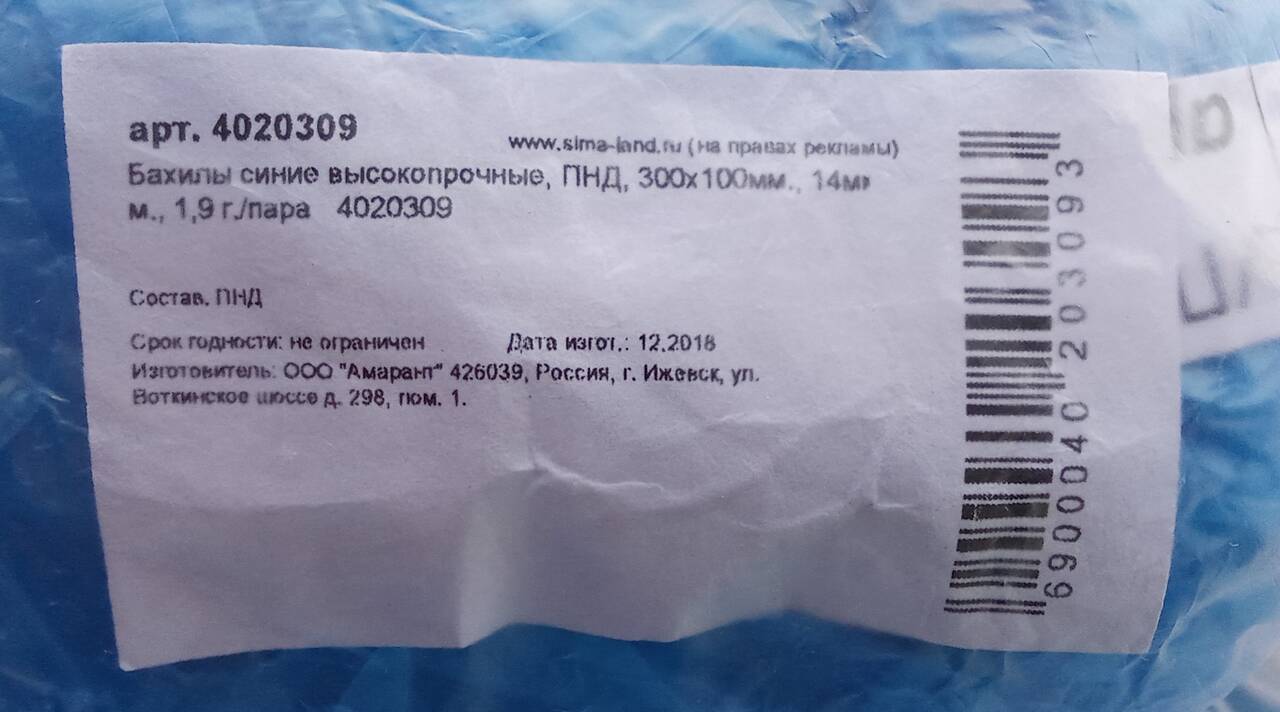 арт. 4020309
www.sima-land.ru (на правах рекламы)
Бахилы синие высокопрочные, ПНД, 300х100мм., 14мк
м., 1,9 г./пара 4020309
Состав. ПНД
Срок годности: не ограничен Дата изгот.: 12.2018
Изготовитель: ООО "Амарант" 426039, Россия, г. Ижевск, ул.
Воткинское шоссе д. 298, пом. 1.
6900040203093